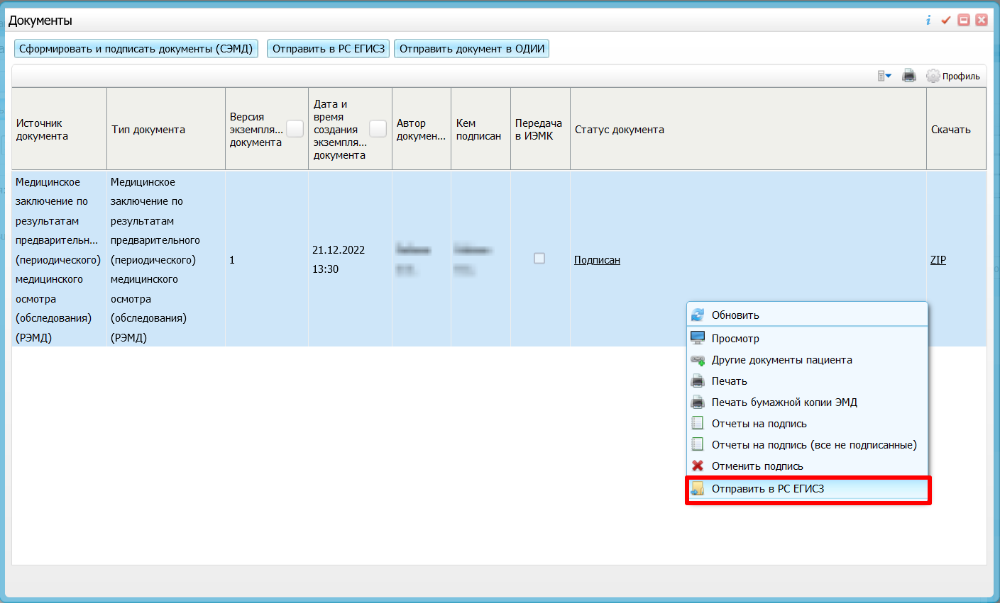 Документы
Сформировать и подписать документы (СЭМД)
Отправить в РС ЕГИСЗ
Отправить документ в ОДИИ
Профиль
Источник
документа
Тип документа
Версия
экземпля...
документа
Дата и
время
создания
экземпля...
документа
Автор
докумен...
Кем
подписан
Передача
в ИЭМК
Статус документа
Скачать
Медицинское
заключение по
результатам
предварительн...
(периодического)
медицинского
осмотра
(обследования)
(РЭМД)
Медицинское
заключение по
результатам
предварительного
(периодического)
медицинского
осмотра
(обследования)
(РЭМД)
1
21.12.2022
13:30
Подписан
ZIP
Обновить
Просмотр
Другие документы пациента
Печать
Печать бумажной копии ЭМД
Отчеты на подпись
Отчеты на подпись (все не подписанные)
Отменить подпись
Отправить в РС ЕГИСЗ